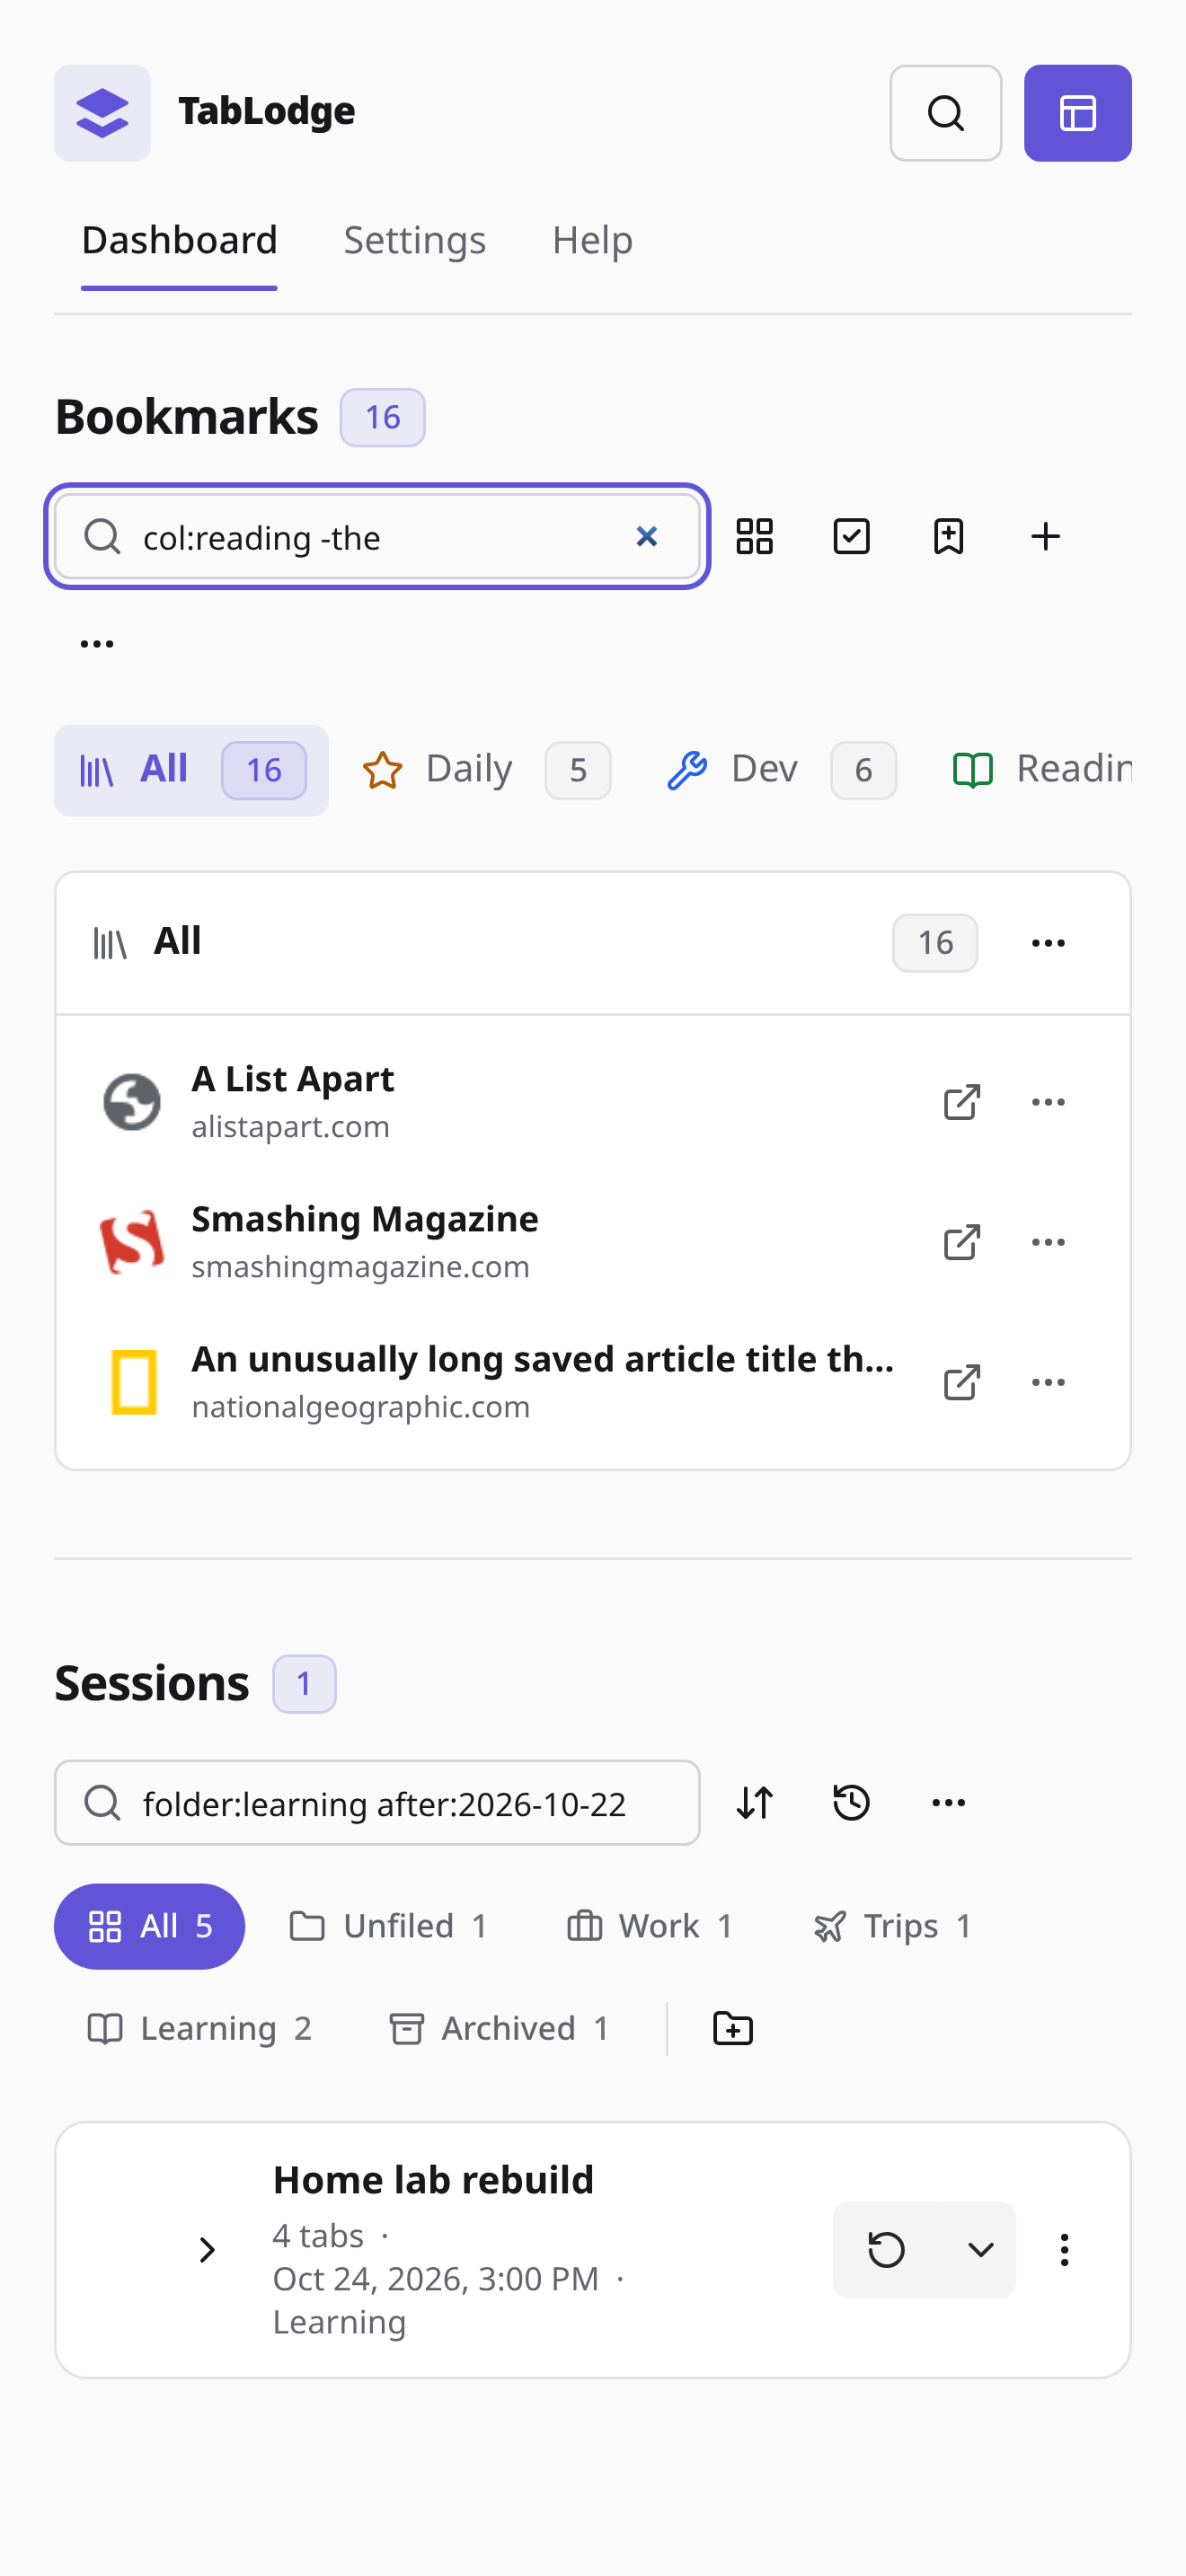 TabLodge
Dashboard Settings Help
Bookmarks 16
col:reading -the
All 16 Daily 5 Dev 6 Readin
All 16
A List Apart
alistapart.com
Smashing Magazine
smashingmagazine.com
An unusually long saved article title th...
nationalgeographic.com
Sessions 1
folder:learning after:2026-10-22
All 5 Unfiled 1 Work 1 Trips 1
Learning 2 Archived 1
Home lab rebuild
4 tabs ·
Oct 24, 2026, 3:00 PM ·
Learning